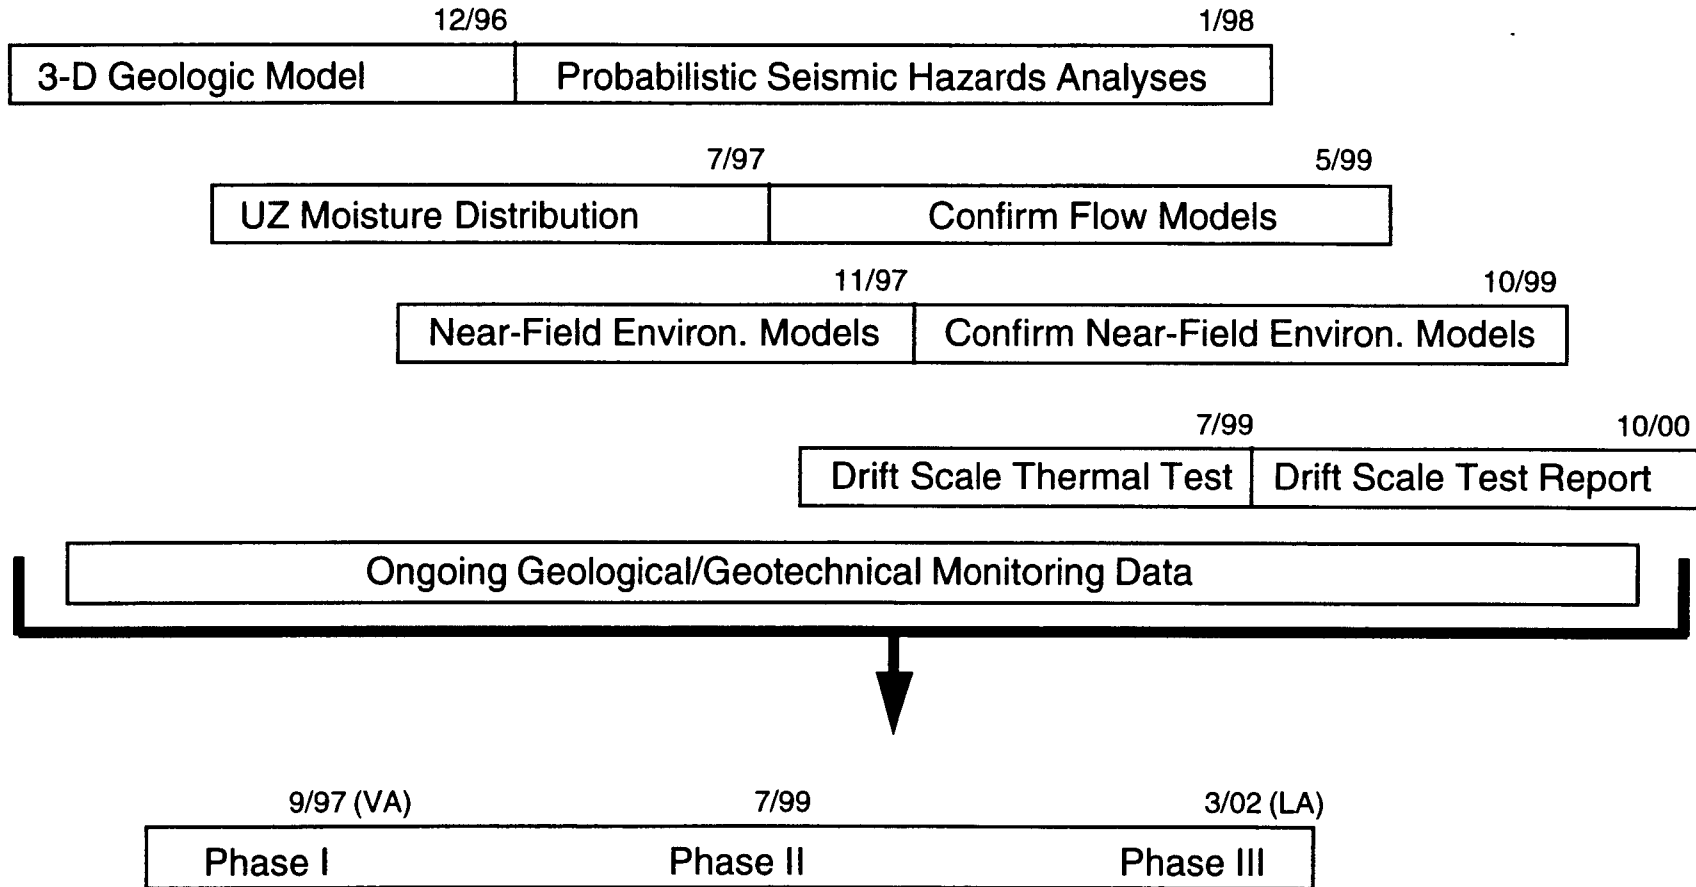 12/96 1/98
3-D Geologic Model Probabilistic Seismic Hazards Analyses
7/97 5/99
UZ Moisture Distribution Confirm Flow Models
11/97 10/99
Near-Field Environ. Models Confirm Near-Field Environ. Models
7/99 10/00
Drift Scale Thermal Test Drift Scale Test Report
Ongoing Geological/Geotechnical Monitoring Data
9/97 (VA) 7/99 3/02 (LA)
Phase I Phase II Phase III